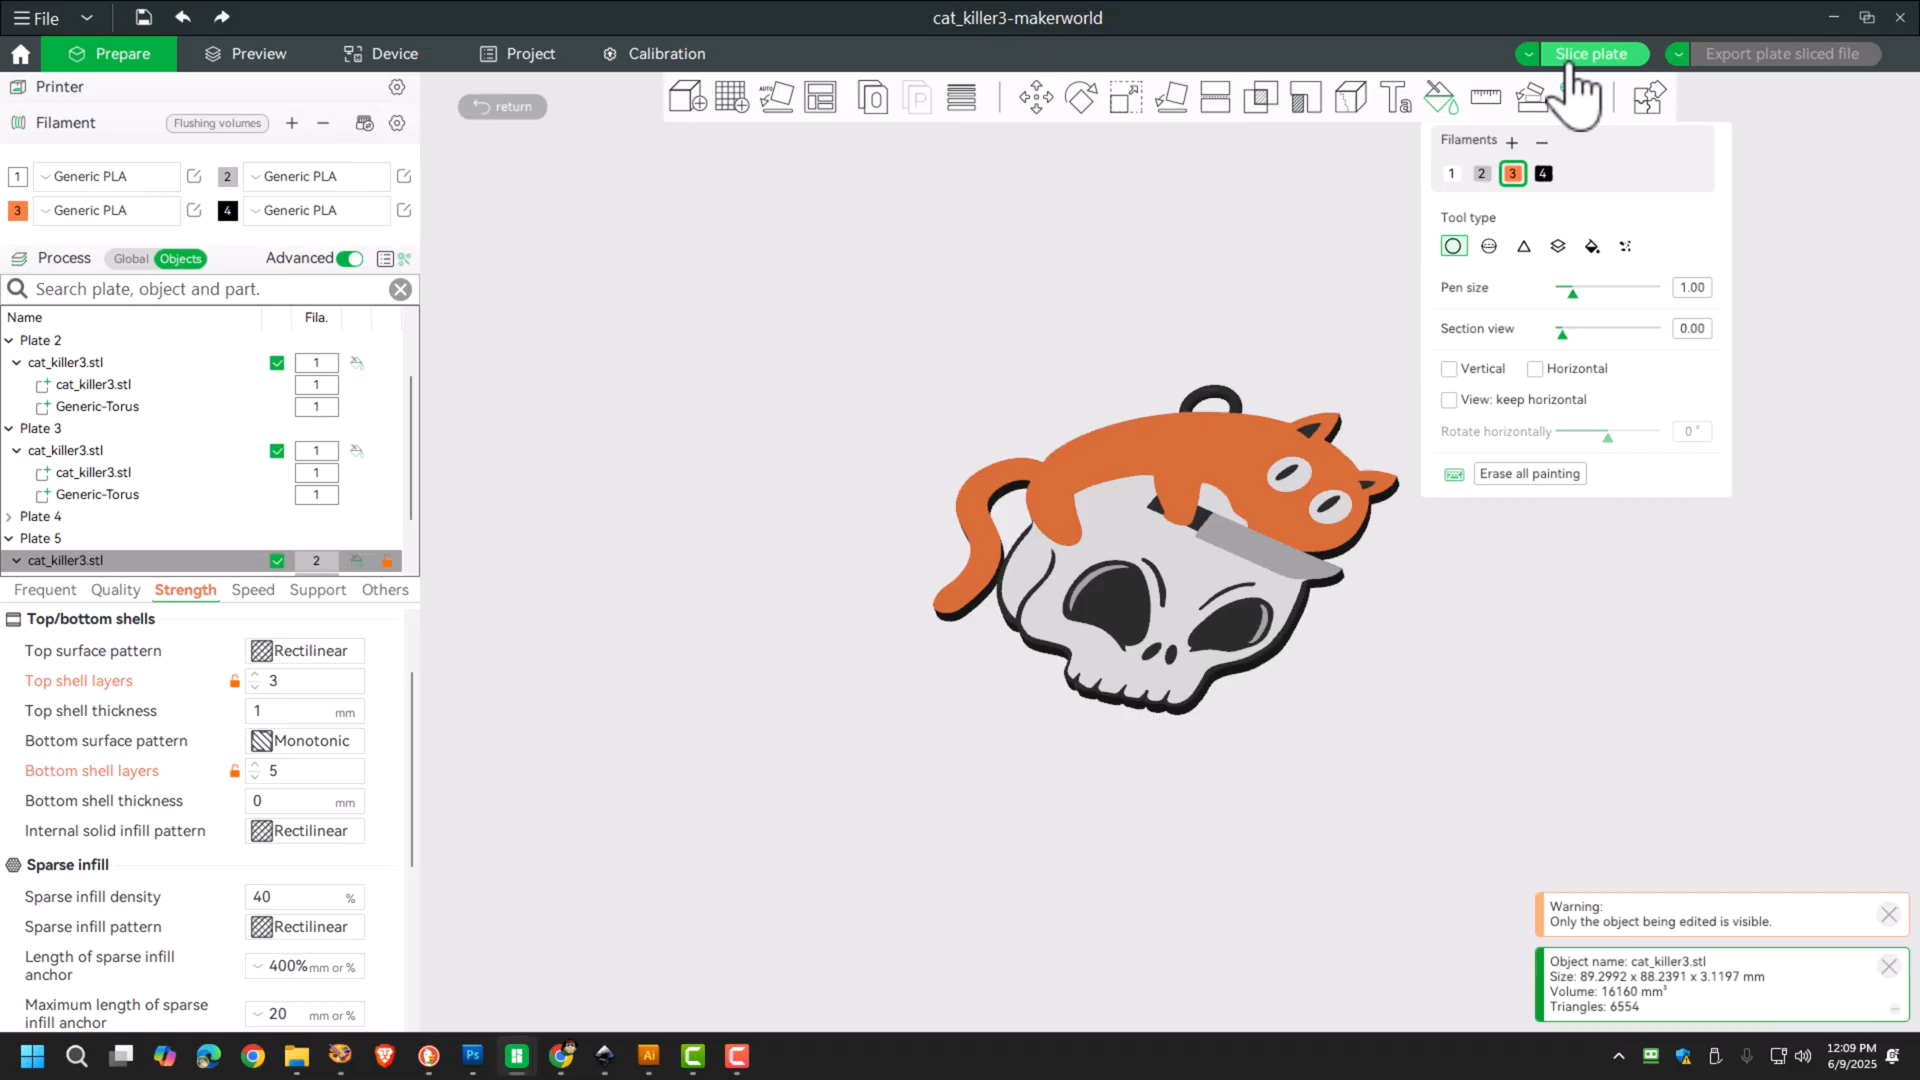 File
cat_killer3-makerworld
Prepare
Preview
Device
Project
Calibration
Slice plate
Export plate sliced file
Printer
Filament
Flushing volumes
1 Generic PLA
2 Generic PLA
3 Generic PLA
4 Generic PLA
Process
Global
Objects
Advanced
Search plate, object and part.
Name Fila.
Plate 2
cat_killer3.stl 1
cat_killer3.stl 1
Generic-Torus 1
Plate 3
cat_killer3.stl 1
cat_killer3.stl 1
Generic-Torus 1
Plate 4
Plate 5
cat_killer3.stl 2
Frequent Quality Strength Speed Support Others
Top/bottom shells
Top surface pattern Rectilinear
Top shell layers 3
Top shell thickness 1 mm
Bottom surface pattern Monotonic
Bottom shell layers 5
Bottom shell thickness 0 mm
Internal solid infill pattern Rectilinear
Sparse infill
Sparse infill density 40 %
Sparse infill pattern Rectilinear
Length of sparse infill
anchor
400% mm or %
Maximum length of sparse
infill anchor
20 mm or %
return
AUTO
Filaments
1 2 3 4
Tool type
Pen size 1.00
Section view 0.00
Vertical Horizontal
View: keep horizontal
Rotate horizontally 0 °
Erase all painting
Warning:
Only the object being edited is visible.
Object name: cat_killer3.stl
Size: 89.2992 x 88.2391 x 3.1197 mm
Volume: 16160 mm³
Triangles: 6554
Ps
Ai
12:09 PM
6/9/2025